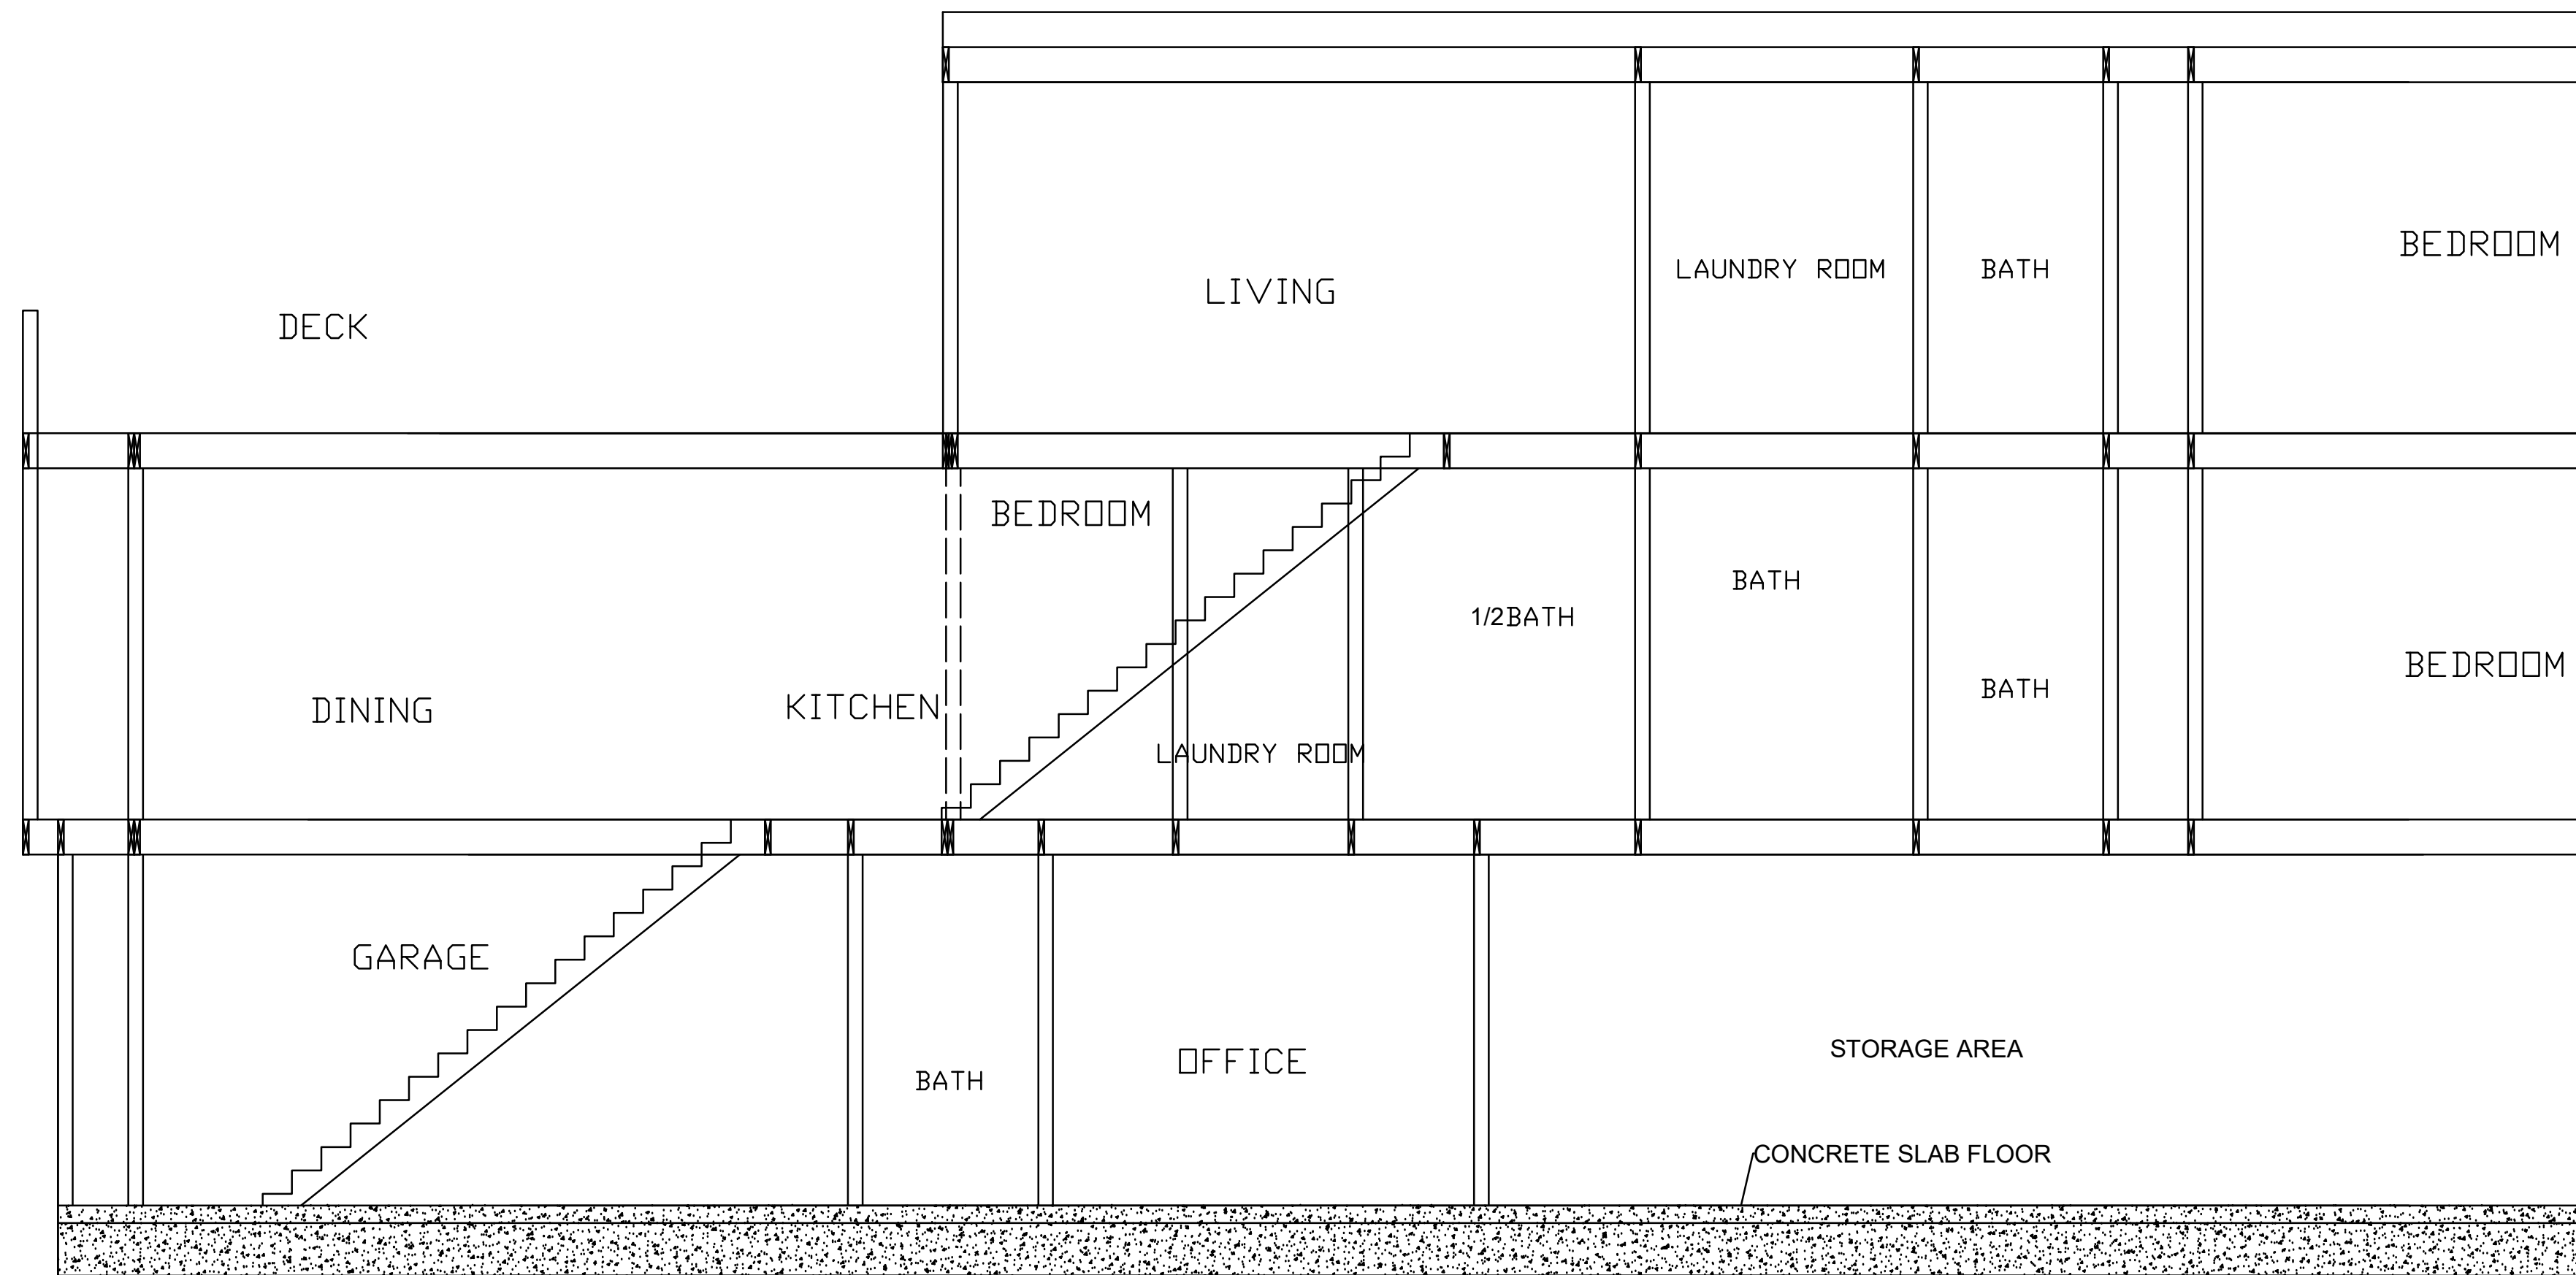 DECK
LIVING
LAUNDRY ROOM
BATH
BEDROOM
DINING
KITCHEN
BEDROOM
LAUNDRY ROOM
1/2BATH
BATH
BATH
BEDROOM
GARAGE
BATH
OFFICE
STORAGE AREA
CONCRETE SLAB FLOOR